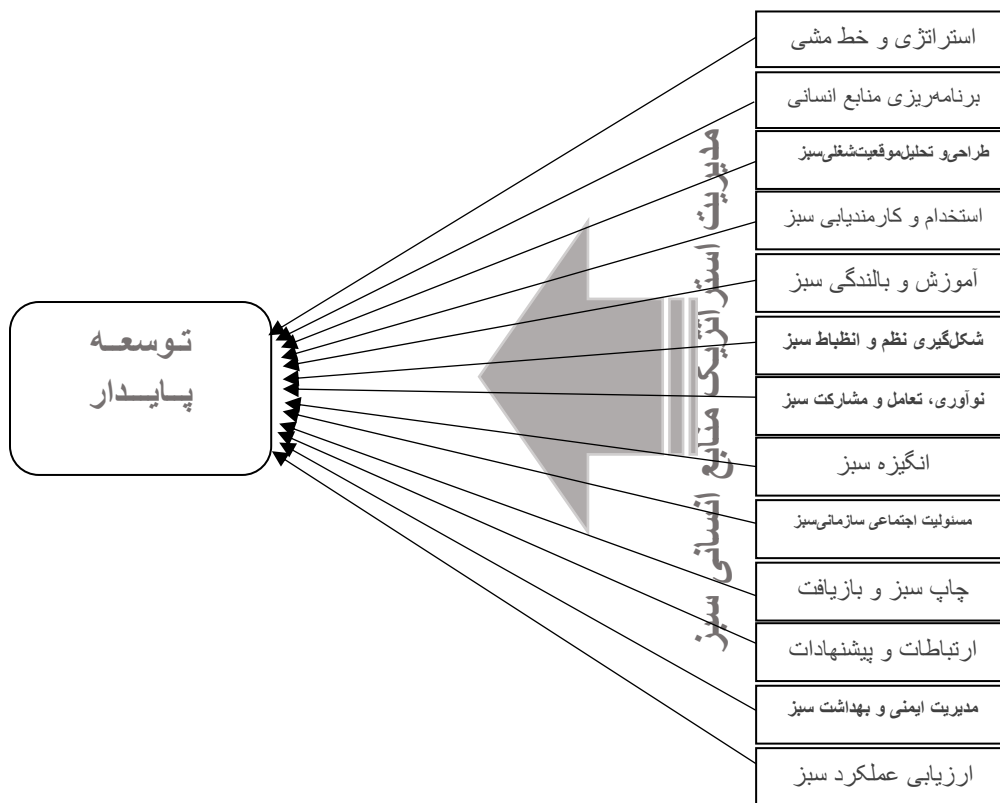 استراتژی و خط مشی
برنامه‌ریزی منابع انسانی
طراحی و تحلیل موقعیت شغلی سبز
استخدام و کارمندیابی سبز
آموزش و بالندگی سبز
شکل‌گیری نظم و انظباط سبز
نوآوری، تعامل و مشارکت سبز
انگیزه سبز
مسئولیت اجتماعی سازمانی سبز
چاپ سبز و بازیافت
ارتباطات و پیشنهادات
مدیریت ایمنی و بهداشت سبز
ارزیابی عملکرد سبز
مدیریت استراتژیک منابع انسانی سبز
توسعه
پایدار